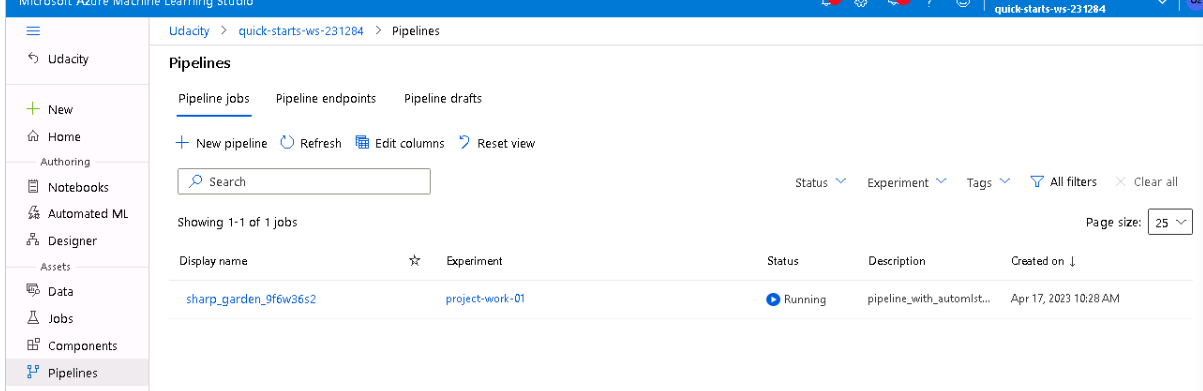 Microsoft Azure Machine Learning Studio
quick-starts-ws-231284
Udacity > quick-starts-ws-231284 > Pipelines
Udacity
New
Home
Authoring
Notebooks
Automated ML
Designer
Assets
Data
Jobs
Components
Pipelines
Pipelines
Pipeline jobs Pipeline endpoints Pipeline drafts
New pipeline Refresh Edit columns Reset view
Search
Status Experiment Tags All filters Clear all
Showing 1-1 of 1 jobs
Page size: 25
Display name Experiment Status Description Created on ↓
sharp_garden_9f6w36s2 project-work-01 Running pipeline_with_automlst... Apr 17, 2023 10:28 AM